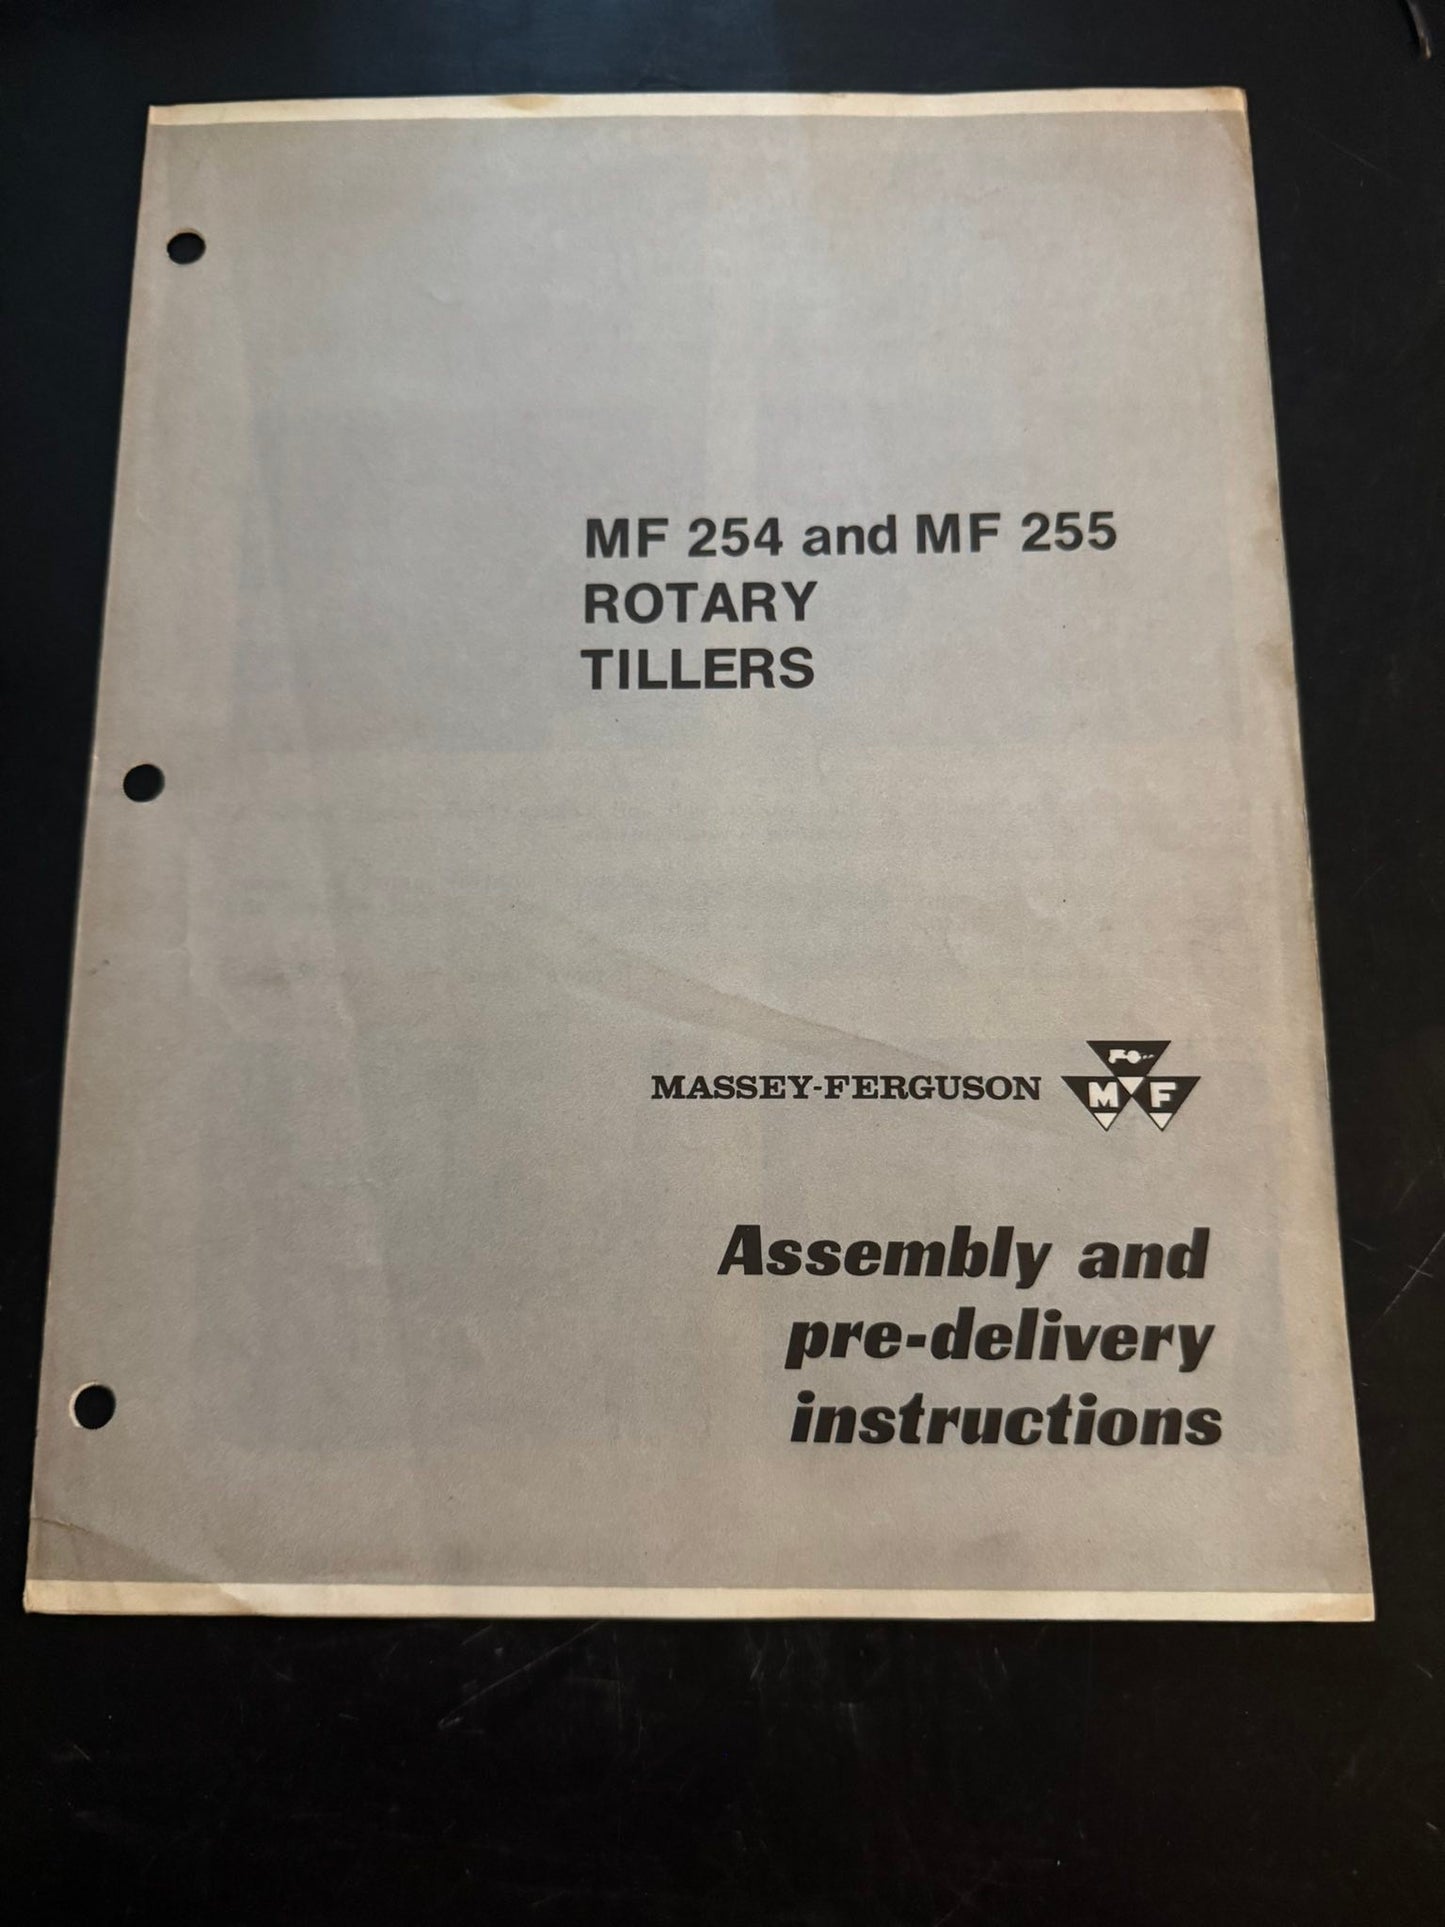 MF 254 and MF 255
ROTARY
TILLERS
MASSEY-FERGUSON
M F
Assembly and
pre-delivery
instructions